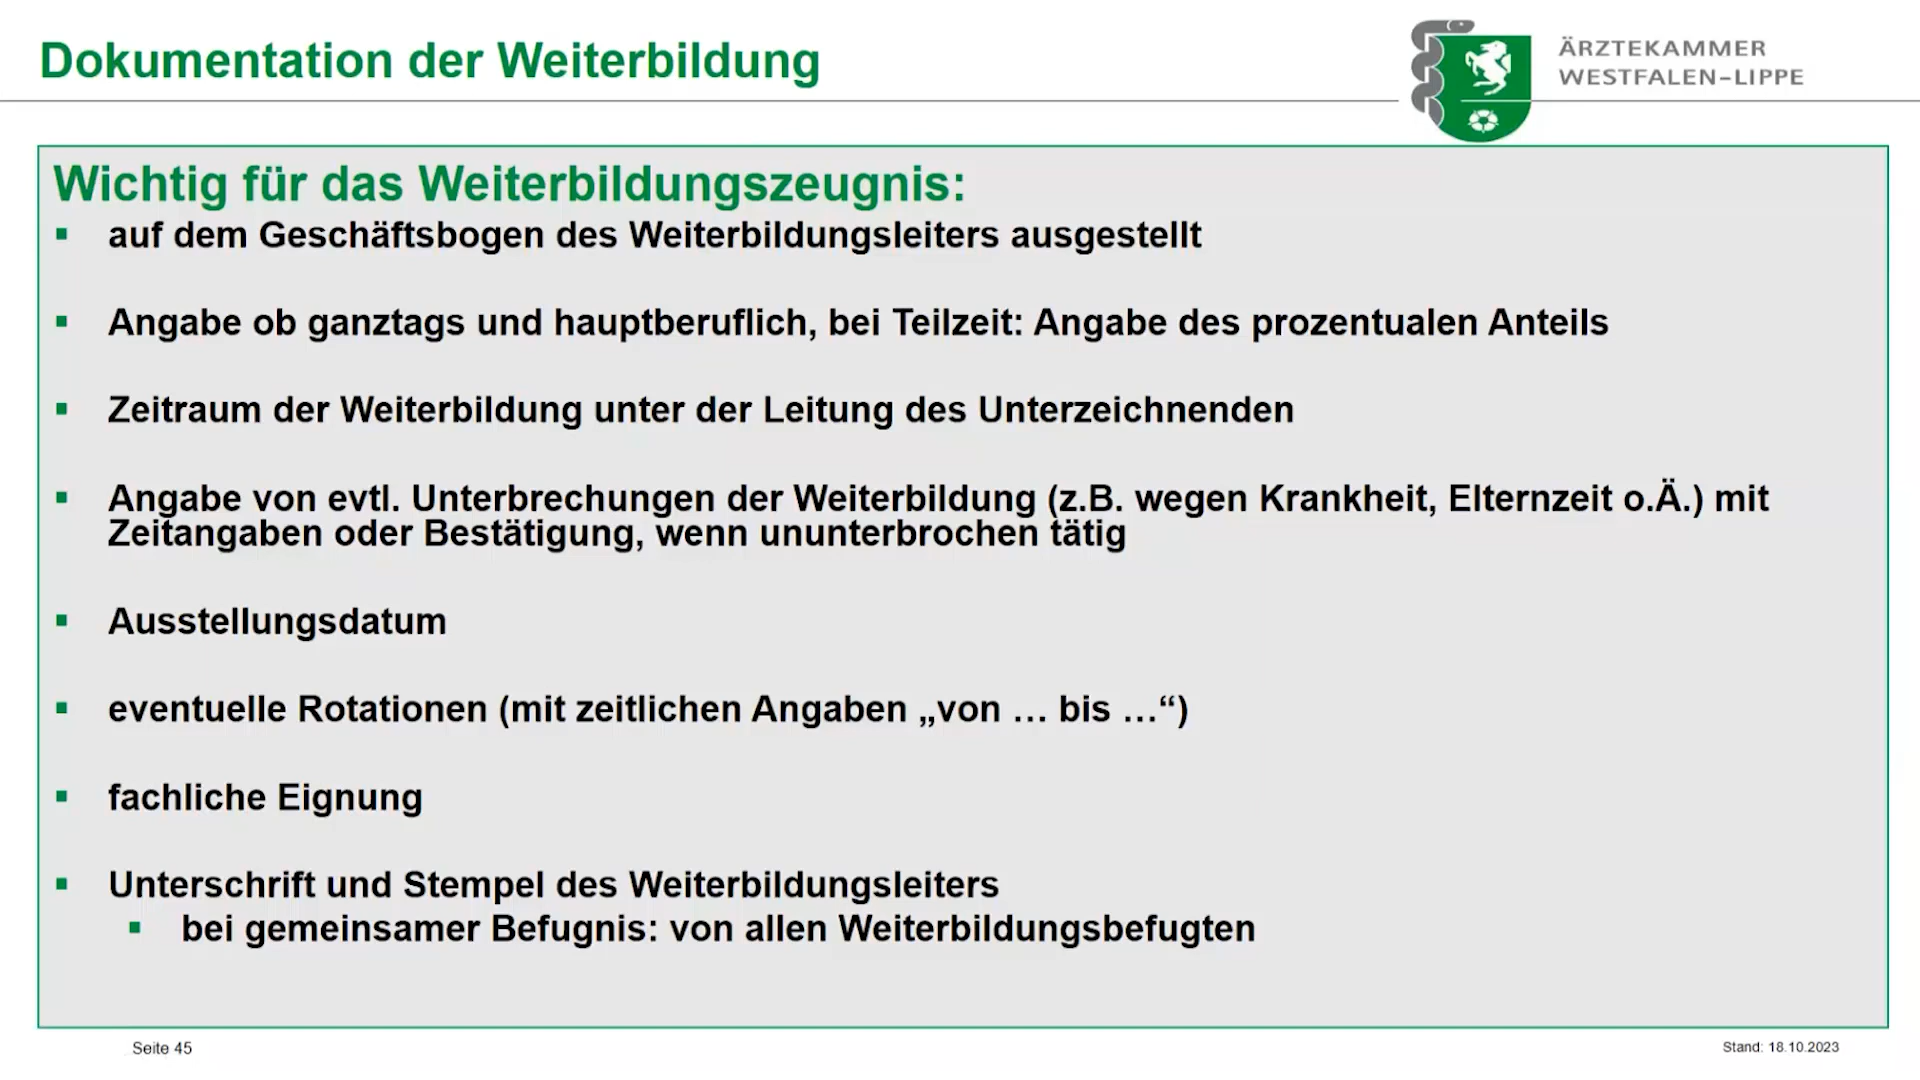 Dokumentation der Weiterbildung
ÄRZTEKAMMER
WESTFALEN-LIPPE
Wichtig für das Weiterbildungszeugnis:
▪ auf dem Geschäftsbogen des Weiterbildungsleiters ausgestellt
▪ Angabe ob ganztags und hauptberuflich, bei Teilzeit: Angabe des prozentualen Anteils
▪ Zeitraum der Weiterbildung unter der Leitung des Unterzeichnenden
▪ Angabe von evtl. Unterbrechungen der Weiterbildung (z.B. wegen Krankheit, Elternzeit o.Ä.) mit
Zeitangaben oder Bestätigung, wenn ununterbrochen tätig
▪ Ausstellungsdatum
▪ eventuelle Rotationen (mit zeitlichen Angaben „von … bis …“)
▪ fachliche Eignung
▪ Unterschrift und Stempel des Weiterbildungsleiters
▪ bei gemeinsamer Befugnis: von allen Weiterbildungsbefugten
Seite 45
Stand: 18.10.2023